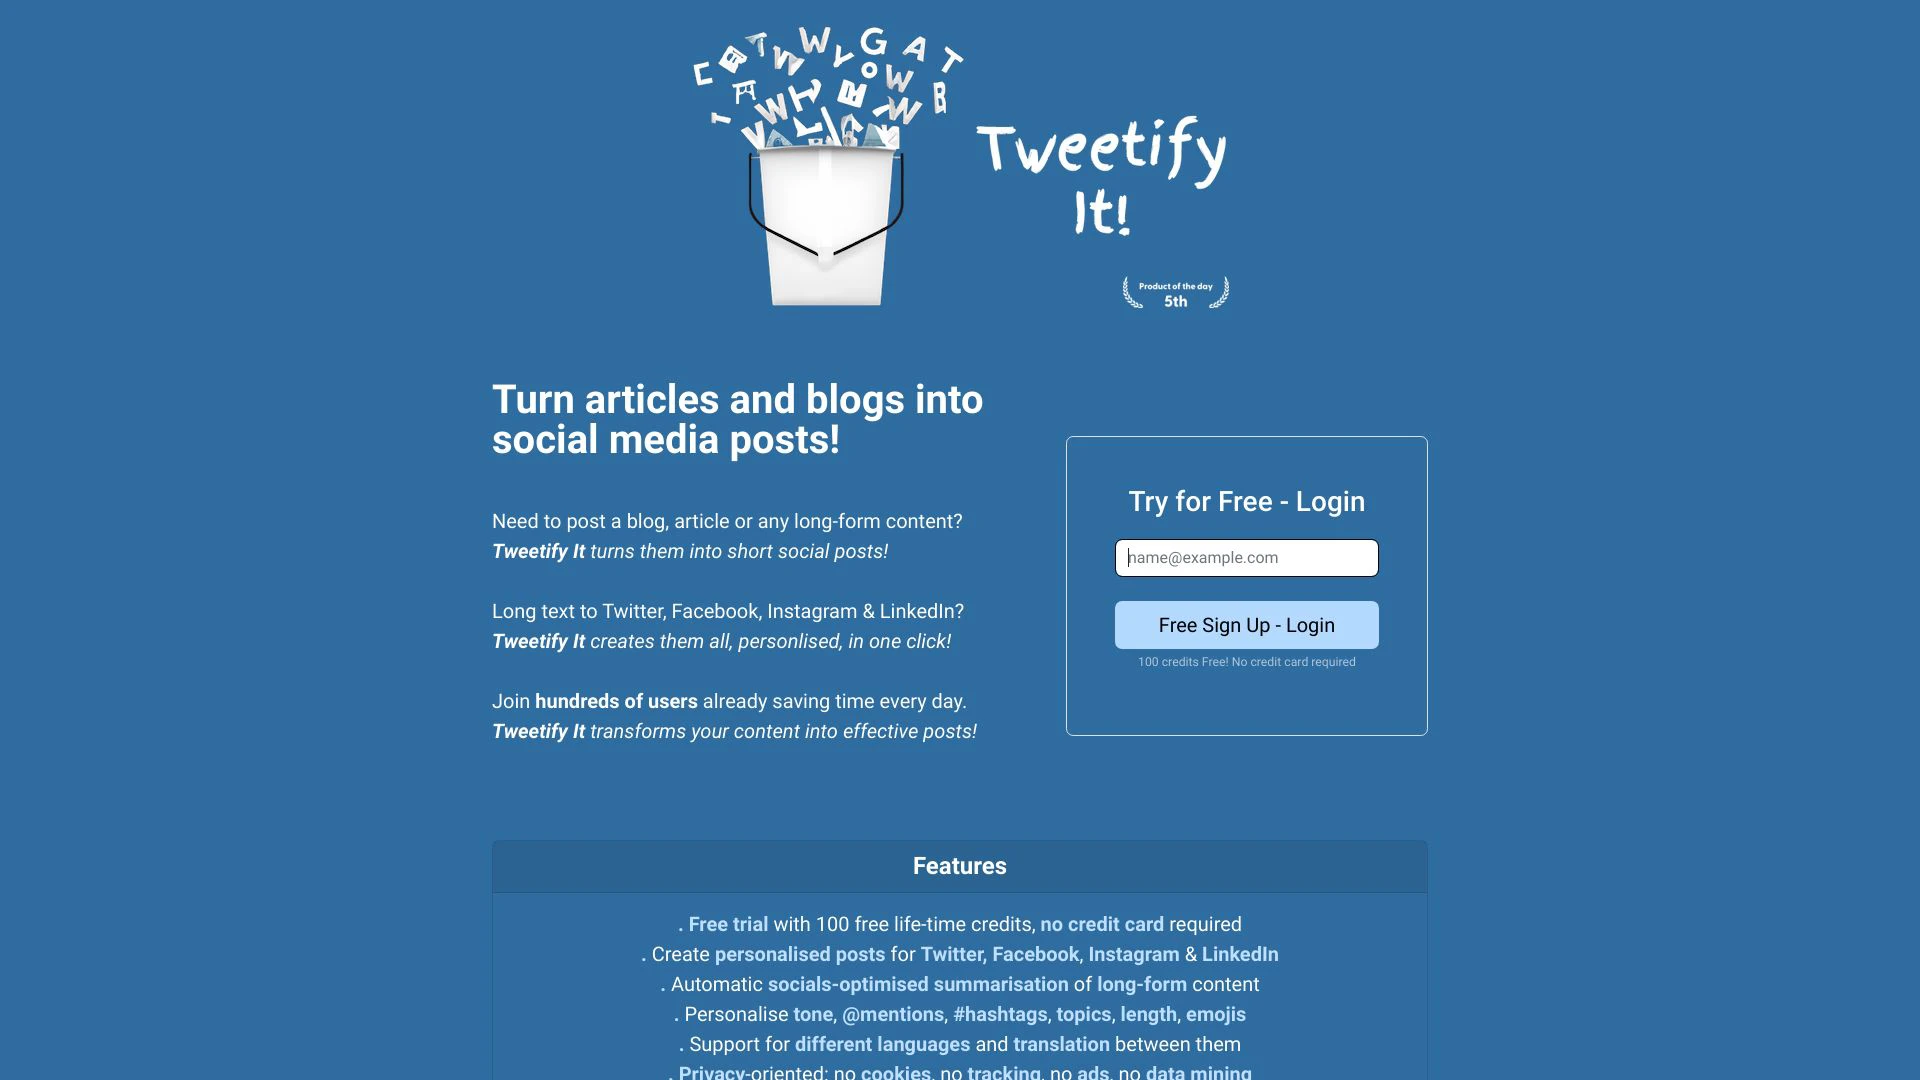 Tweetify
It!
Product of the day
5th
Turn articles and blogs into
social media posts!
Need to post a blog, article or any long-form content?
Tweetify It turns them into short social posts!
Long text to Twitter, Facebook, Instagram & LinkedIn?
Tweetify It creates them all, personlised, in one click!
Join hundreds of users already saving time every day.
Tweetify It transforms your content into effective posts!
Try for Free - Login
name@example.com
Free Sign Up - Login
100 credits Free! No credit card required
Features
. Free trial with 100 free life-time credits, no credit card required
. Create personalised posts for Twitter, Facebook, Instagram & LinkedIn
. Automatic socials-optimised summarisation of long-form content
. Personalise tone, @mentions, #hashtags, topics, length, emojis
. Support for different languages and translation between them
. Privacy-oriented: no cookies, no tracking, no ads, no data mining